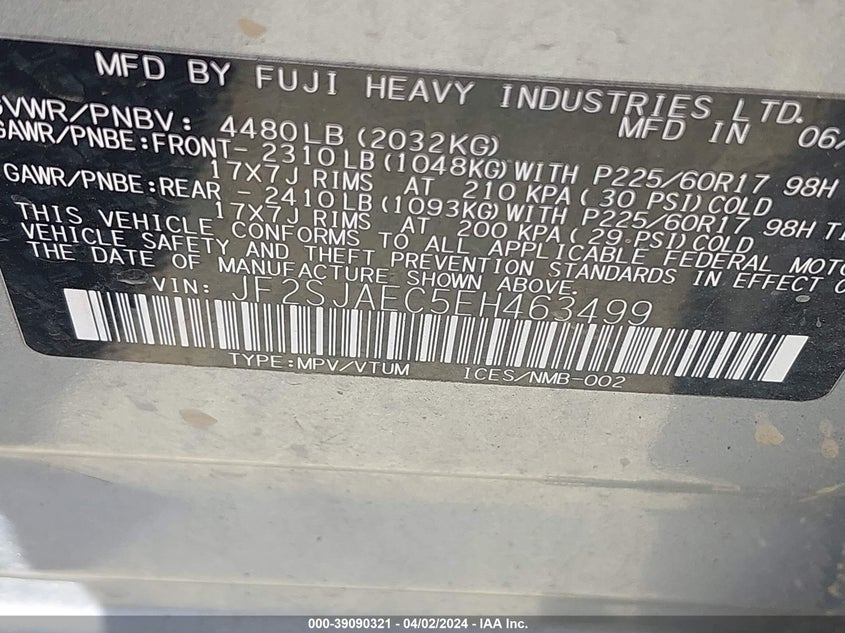 MFD BY FUJI HEAVY INDUSTRIES LTD.
VWR/PNBV: 4480LB (2032KG) MFD IN 06/
GAWR/PNBE:FRONT- 2310LB (1048KG) WITH P225/60R17 98H
17X7J RIMS AT 210 KPA ( 30 PSI) COLD
GAWR/PNBE:REAR - 2410LB (1093KG) WITH P225/60R17 98H
17X7J RIMS AT 200 KPA ( 29 PSI) COLD
THIS VEHICLE CONFORMS TO ALL APPLICABLE FEDERAL
VEHICLE SAFETY AND THEFT PREVENTION STANDARDS IN EFFECT
THE DATE OF MANUFACTURE SHOWN ABOVE.
VIN: JF2SJAEC5EH463499
TYPE:MPV/VTUM ICES/NMB-002
000-39090321 - 04/02/2024 - IAA Inc.